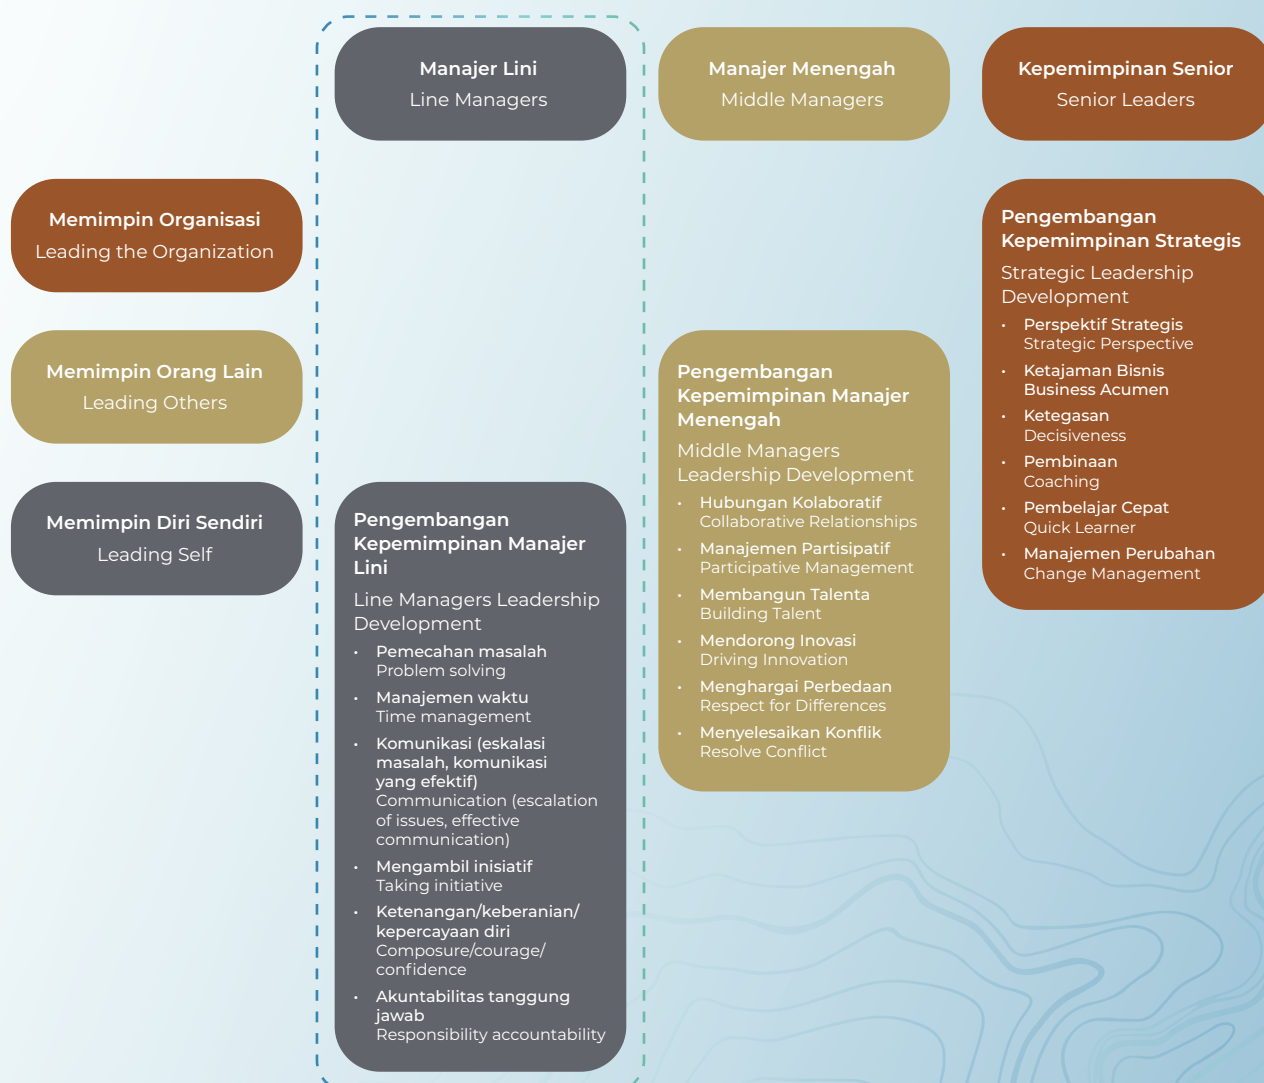 Manajer Lini
Line Managers
Manajer Menengah
Middle Managers
Kepemimpinan Senior
Senior Leaders
Memimpin Organisasi
Leading the Organization
Memimpin Orang Lain
Leading Others
Memimpin Diri Sendiri
Leading Self
Pengembangan
Kepemimpinan Manajer
Lini
Line Managers Leadership
Development
• Pemecahan masalah
Problem solving
• Manajemen waktu
Time management
• Komunikasi (eskalasi
masalah, komunikasi
yang efektif)
Communication (escalation
of issues, effective
communication)
• Mengambil inisiatif
Taking initiative
• Ketenangan/keberanian/
kepercayaan diri
Composure/courage/
confidence
• Akuntabilitas tanggung
jawab
Responsibility accountability
Pengembangan
Kepemimpinan Manajer
Menengah
Middle Managers
Leadership Development
• Hubungan Kolaboratif
Collaborative Relationships
• Manajemen Partisipatif
Participative Management
• Membangun Talenta
Building Talent
• Mendorong Inovasi
Driving Innovation
• Menghargai Perbedaan
Respect for Differences
• Menyelesaikan Konflik
Resolve Conflict
Pengembangan
Kepemimpinan Strategis
Strategic Leadership
Development
• Perspektif Strategis
Strategic Perspective
• Ketajaman Bisnis
Business Acumen
• Ketegasan
Decisiveness
• Pembinaan
Coaching
• Pembelajar Cepat
Quick Learner
• Manajemen Perubahan
Change Management